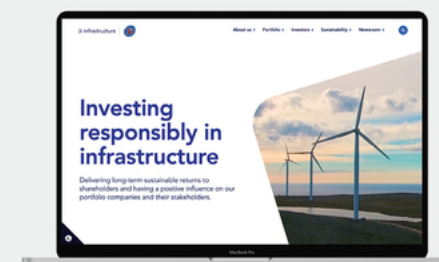 3i Infrastructure
About us
Portfolio
Investors
Sustainability
Newsroom
Investing
responsibly in
infrastructure
Delivering long-term sustainable returns to
shareholders and having a positive influence on our
portfolio companies and their stakeholders.
MacBook Pro